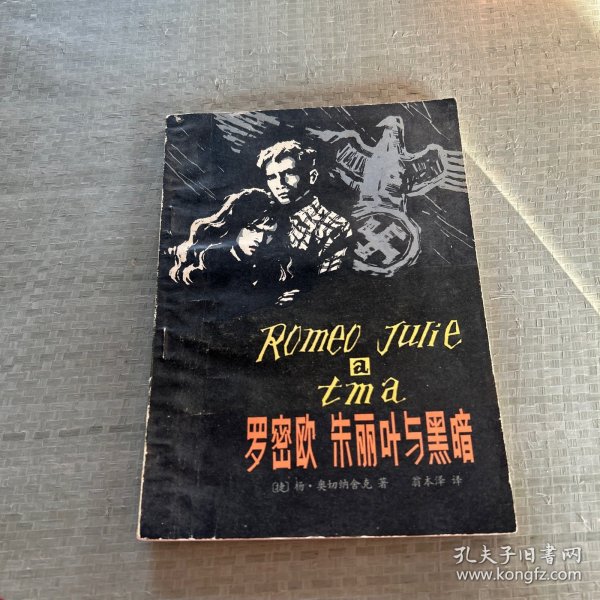 Romeo Julie
a
tma
罗密欧 朱丽叶与黑暗
〔捷〕杨·奥切纳舍克 著 翁本泽 译
孔夫子旧书网
www.kongfz.com